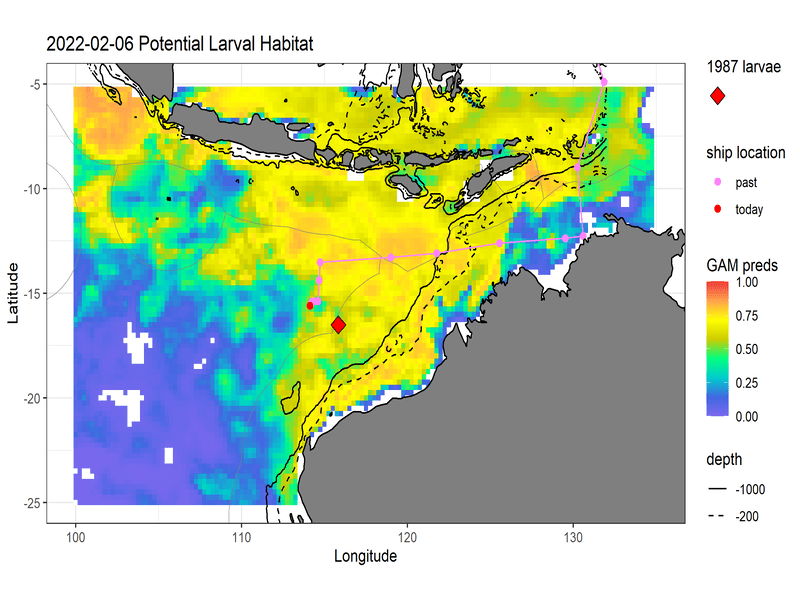 2022-02-06 Potential Larval Habitat
-5
-10
-15
-20
-25
Latitude
100
110
120
130
Longitude
1987 larvae
ship location
past
today
GAM preds
1.00
0.75
0.50
0.25
0.00
depth
-1000
-200